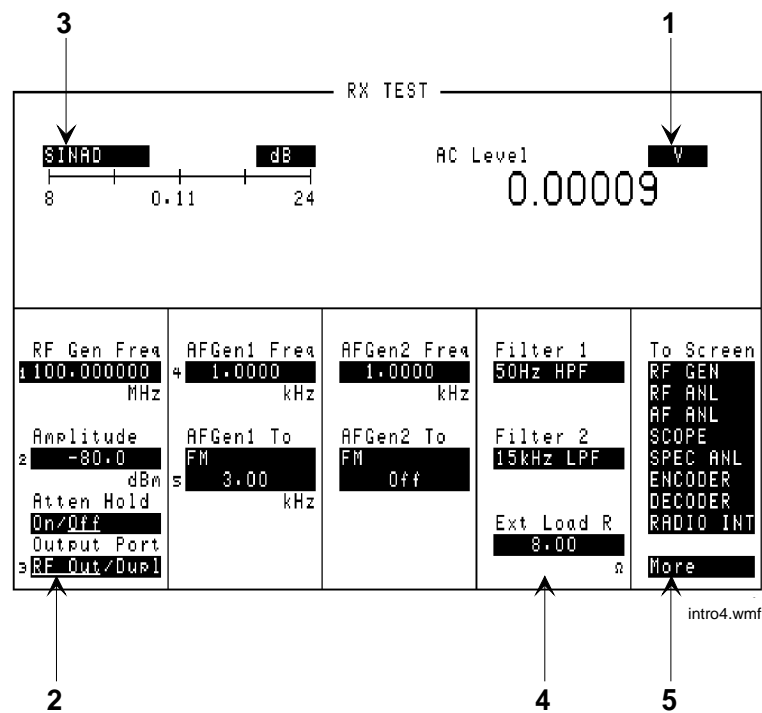 3
1
RX TEST
SINAD
dB
AC Level
V
8
0.11
24
0.00009
RF Gen Freq
1 100.000000
MHz
Amplitude
2 -80.0
dBm
Atten Hold
On/Off
Output Port
3 RF Out/Dupl
AFGen1 Freq
4 1.0000
kHz
AFGen1 To
FM
5 3.00
kHz
AFGen2 Freq
1.0000
kHz
AFGen2 To
FM
Off
Filter 1
50Hz HPF
Filter 2
15kHz LPF
Ext Load R
8.00
Ω
To Screen
RF GEN
RF ANL
AF ANL
SCOPE
SPEC ANL
ENCODER
DECODER
RADIO INT
More
intro4.wmf
2
4
5